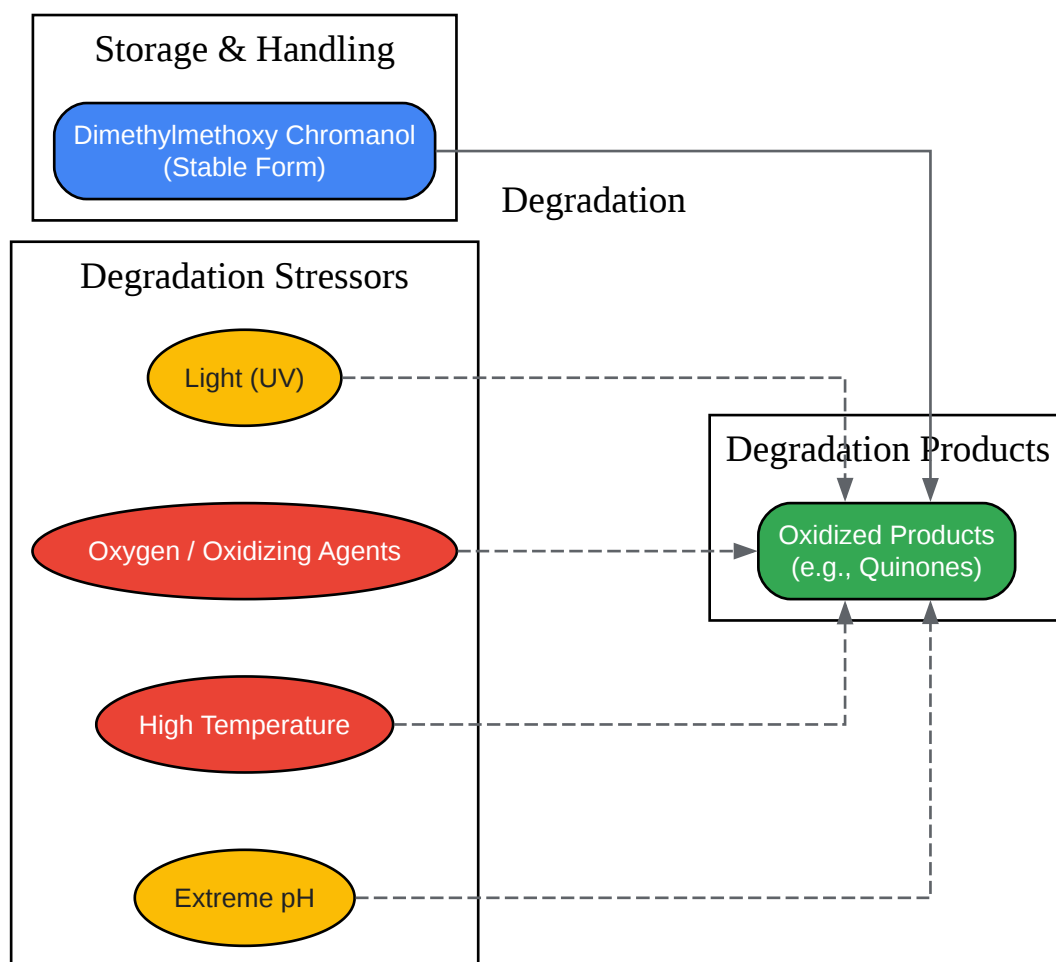 Storage & Handling
Dimethylmethoxy Chromanol
(Stable Form)
Degradation
Degradation Stressors
Light (UV)
Degradation Products
Oxygen / Oxidizing Agents
Oxidized Products
(e.g., Quinones)
High Temperature
Extreme pH